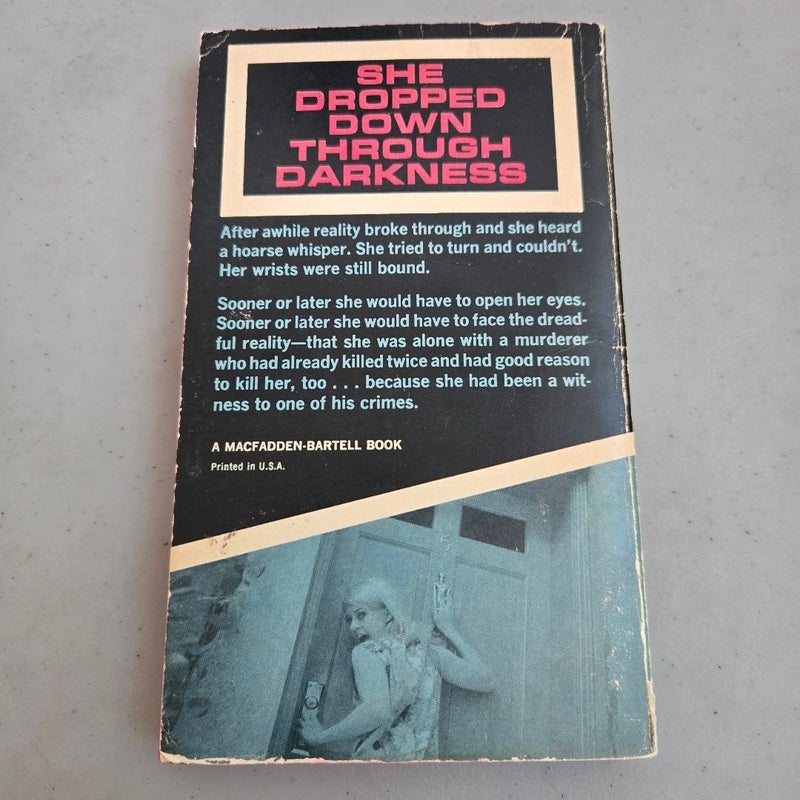 SHE
DROPPED
DOWN
THROUGH
DARKNESS
After awhile reality broke through and she heard
a hoarse whisper. She tried to turn and couldn't.
Her wrists were still bound.
Sooner or later she would have to open her eyes.
Sooner or later she would have to face the dread-
ful reality—that she was alone with a murderer
who had already killed twice and had good reason
to kill her, too . . . because she had been a wit-
ness to one of his crimes.
A MACFADDEN-BARTELL BOOK
Printed in U.S.A.